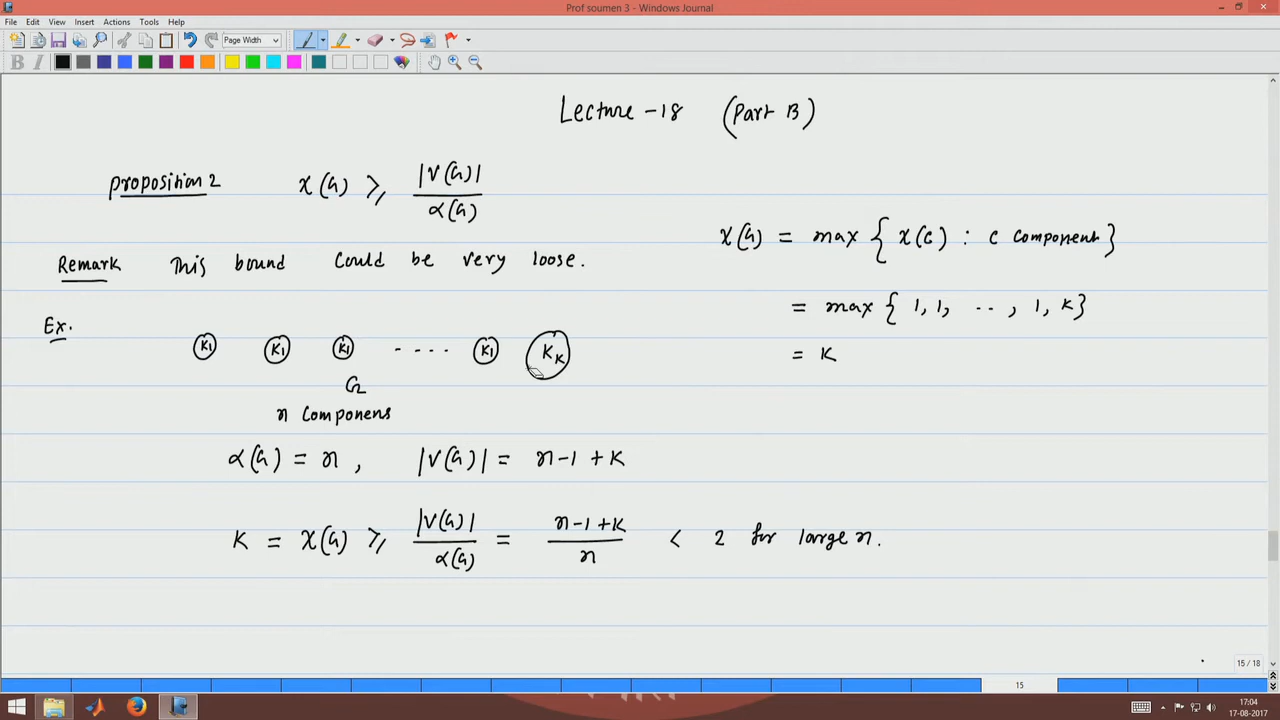 Prof soumen 3 - Windows Journal
File Edit View Insert Actions Tools Help
Page Width
Lecture -18 (Part B)
Proposition 2 χ(G) ≥ |V(G)| / α(G)
Remark This bound could be very loose.
χ(G) = max { χ(C) : C Component }
= max { 1, 1, .., 1, K }
= K
Ex.
K1 K1 K1 - - - - K1 KK
G
n Componens
α(G) = n , |V(G)| = n-1 + K
K = χ(G) ≥ |V(G)| / α(G) = n-1+K / n < 2 for large n.
15 / 18
15
17:04
17-08-2017